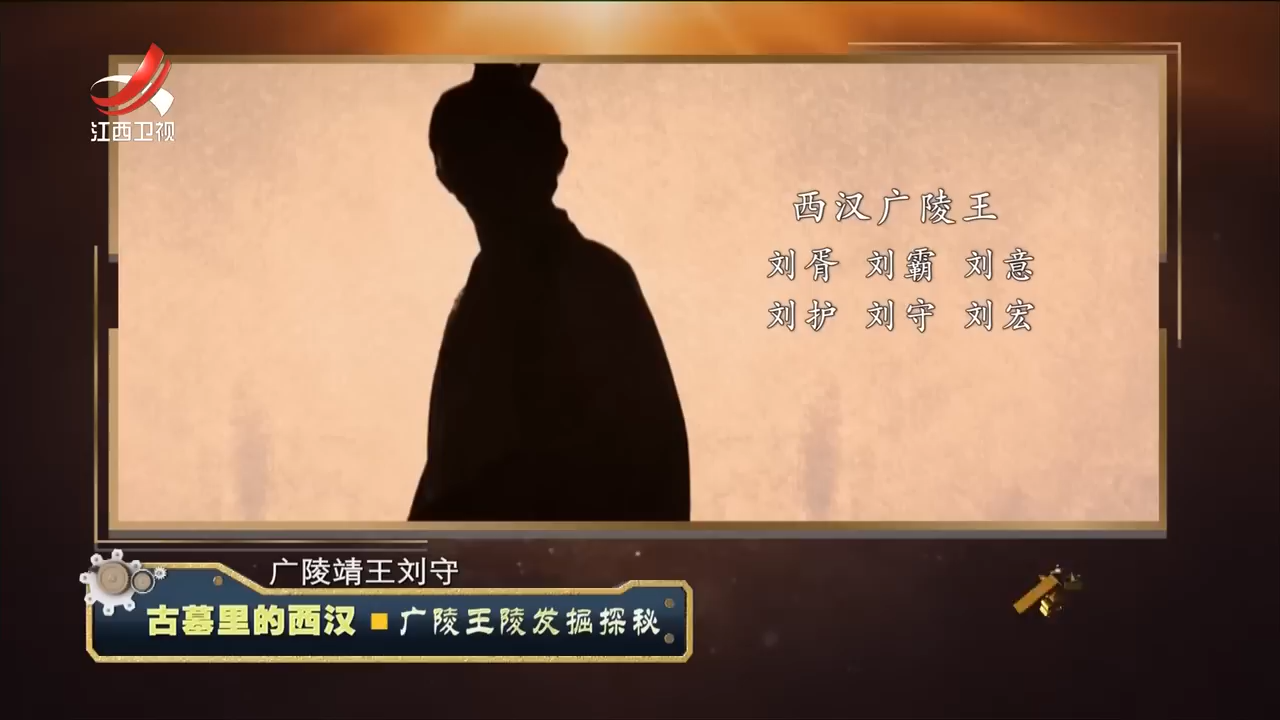 江西卫视
西汉广陵王
刘胥 刘霸 刘意
刘护 刘守 刘宏
广陵靖王刘守
古墓里的西汉 ■ 广陵王陵发掘探秘